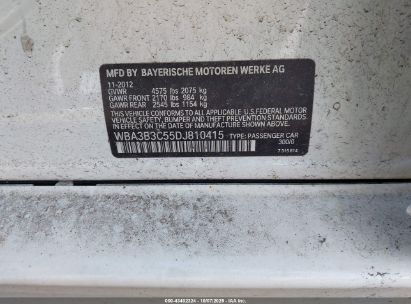 MFD BY BAYERISCHE MOTOREN WERKE AG
11-2012
GVWR 4575 lbs 2075 kg
GAWR FRONT 2170 lbs 984 kg
GAWR REAR 2545 lbs 1154 kg
THIS VEHICLE CONFORMS TO ALL APPLICABLE U.S. FEDERAL MOTOR
VEHICLE SAFETY, BUMPER, AND THEFT PREVENTION STANDARDS IN
EFFECT ON THE DATE OF MANUFACTURE SHOWN ABOVE.
WBA3B3C55DJ810415 TYPE: PASSENGER CAR
300/0